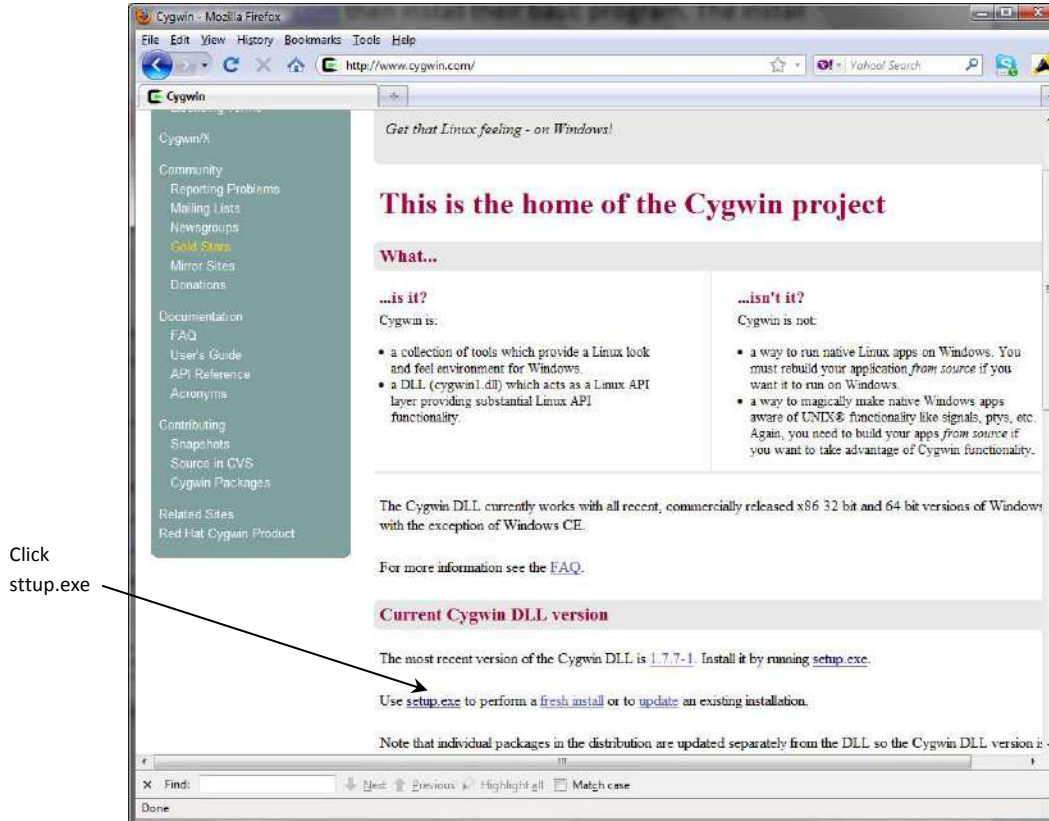 Cygwin - Mozilla Firefox
then install their basic program. The install
File Edit View History Bookmarks Tools Help
http://www.cygwin.com/
Yahoo! Search
Cygwin
Licensing Terms
Cygwin/X
Community
Reporting Problems
Mailing Lists
Newsgroups
Gold Stars
Mirror Sites
Donations
Documentation
FAQ
User's Guide
API Reference
Acronyms
Contributing
Snapshots
Source in CVS
Cygwin Packages
Related Sites
Red Hat Cygwin Product
Get that Linux feeling - on Windows!
This is the home of the Cygwin project
What...
...is it?
Cygwin is:
• a collection of tools which provide a Linux look
and feel environment for Windows.
• a DLL (cygwin1.dll) which acts as a Linux API
layer providing substantial Linux API
functionality.
...isn't it?
Cygwin is not:
• a way to run native Linux apps on Windows. You
must rebuild your application from source if you
want it to run on Windows.
• a way to magically make native Windows apps
aware of UNIX® functionality like signals, ptys, etc.
Again, you need to build your apps from source if
you want to take advantage of Cygwin functionality.
The Cygwin DLL currently works with all recent, commercially released x86 32 bit and 64 bit versions of Windows
with the exception of Windows CE.
For more information see the FAQ.
Current Cygwin DLL version
The most recent version of the Cygwin DLL is 1.7.7-1. Install it by running setup.exe.
Use setup.exe to perform a fresh install or to update an existing installation.
Note that individual packages in the distribution are updated separately from the DLL so the Cygwin DLL version is
Click
sttup.exe
Find:
Next Previous Highlight all Match case
Done